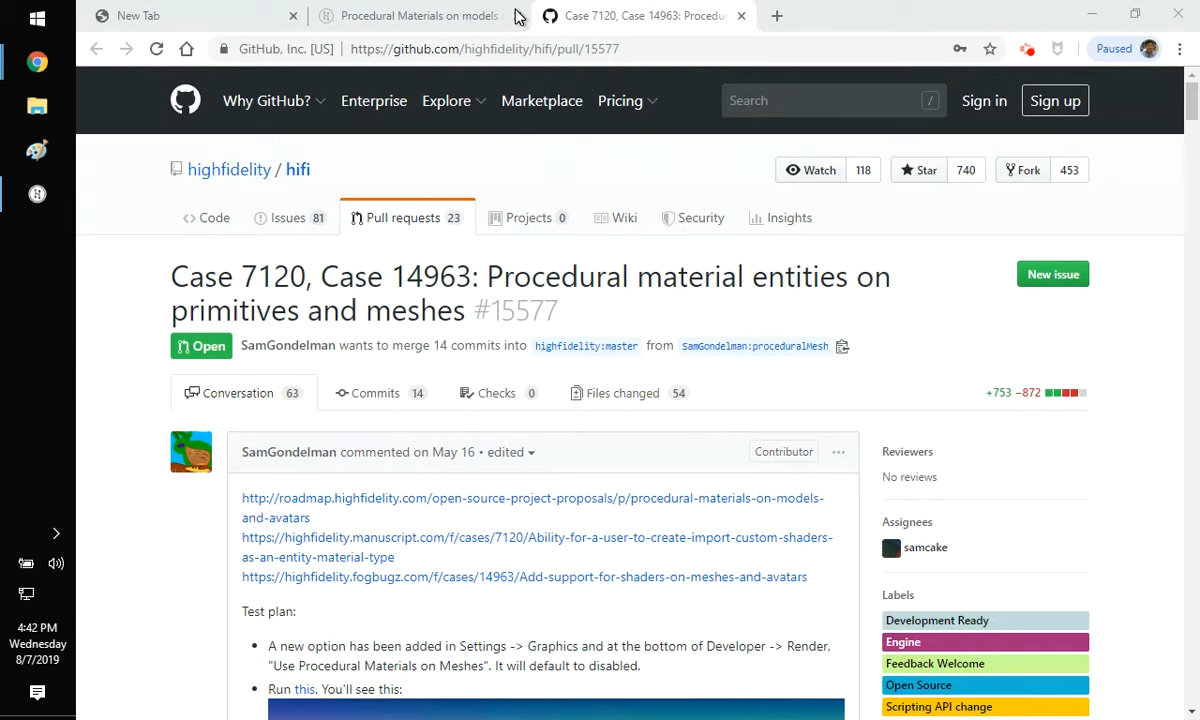 New Tab
Procedural Materials on models
Case 7120, Case 14963: Procedu
GitHub, Inc. [US] | https://github.com/highfidelity/hifi/pull/15577
Paused
Why GitHub? Enterprise Explore Marketplace Pricing
Search /
Sign in Sign up
highfidelity / hifi
Watch 118 Star 740 Fork 453
Code Issues 81 Pull requests 23 Projects 0 Wiki Security Insights
Case 7120, Case 14963: Procedural material entities on
primitives and meshes #15577
New issue
Open SamGondelman wants to merge 14 commits into highfidelity:master from SamGondelman:proceduralMesh
Conversation 63 Commits 14 Checks 0 Files changed 54
+753 −872
SamGondelman commented on May 16 • edited
Contributor
http://roadmap.highfidelity.com/open-source-project-proposals/p/procedural-materials-on-models-
and-avatars
https://highfidelity.manuscript.com/f/cases/7120/Ability-for-a-user-to-create-import-custom-shaders-
as-an-entity-material-type
https://highfidelity.fogbugz.com/f/cases/14963/Add-support-for-shaders-on-meshes-and-avatars
Test plan:
• A new option has been added in Settings -> Graphics and at the bottom of Developer -> Render,
"Use Procedural Materials on Meshes". It will default to disabled.
• Run this. You'll see this:
Reviewers
No reviews
Assignees
samcake
Labels
Development Ready
Engine
Feedback Welcome
Open Source
Scripting API change
4:42 PM
Wednesday
8/7/2019